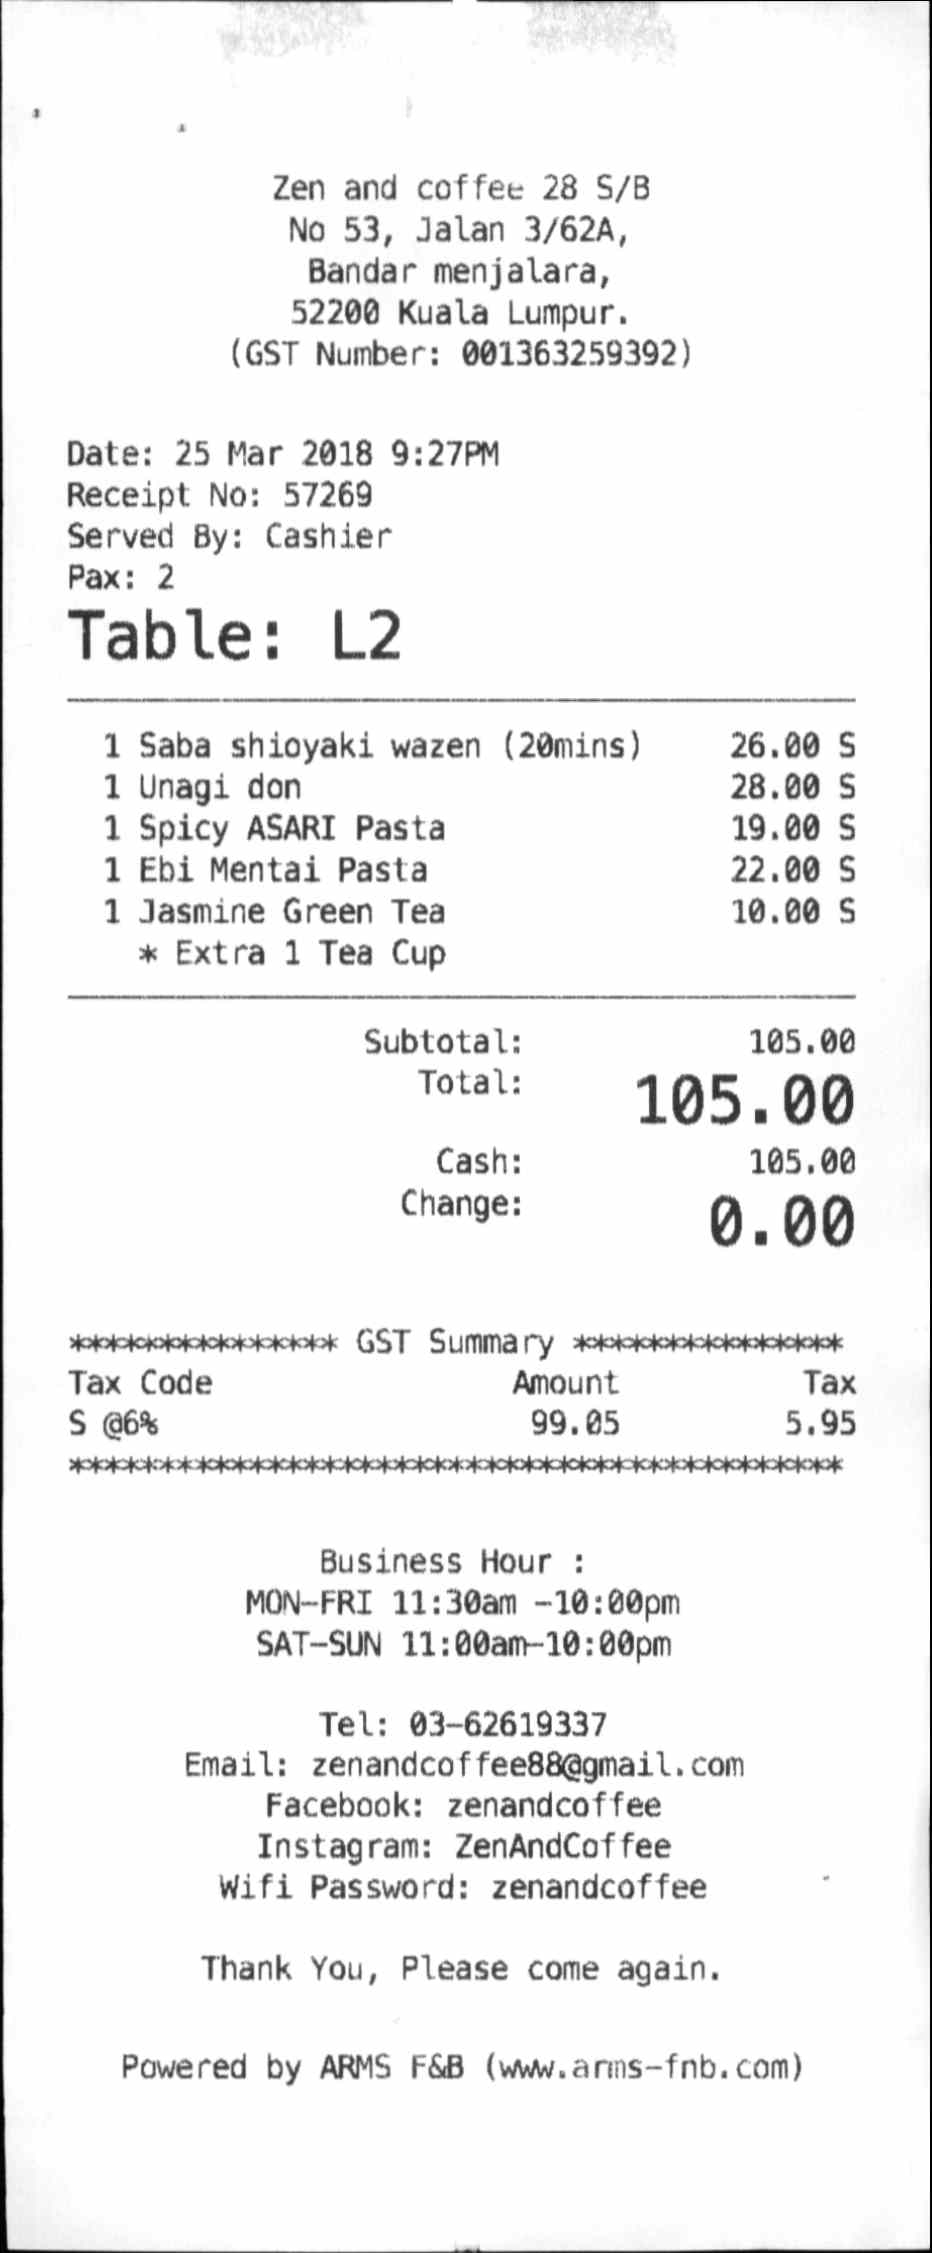 Zen and coffee 28 S/B
No 53, Jalan 3/62A,
Bandar menjalara,
52200 Kuala Lumpur.
(GST Number: 001363259392)
Date: 25 Mar 2018 9:27PM
Receipt No: 57269
Served By: Cashier
Pax: 2
Table: L2
1 Saba shioyaki wazen (20mins) 26.00 S
1 Unagi don 28.00 S
1 Spicy ASARI Pasta 19.00 S
1 Ebi Mentai Pasta 22.00 S
1 Jasmine Green Tea 10.00 S
* Extra 1 Tea Cup
Subtotal: 105.00
Total: 105.00
Cash: 105.00
Change: 0.00
*************** GST Summary ***************
Tax Code Amount Tax
S @6% 99.05 5.95
*******************************************
Business Hour :
MON-FRI 11:30am -10:00pm
SAT-SUN 11:00am-10:00pm
Tel: 03-62619337
Email: zenandcoffee88@gmail.com
Facebook: zenandcoffee
Instagram: ZenAndCoffee
Wifi Password: zenandcoffee
Thank You, Please come again.
Powered by ARMS F&B (www.arms-fnb.com)